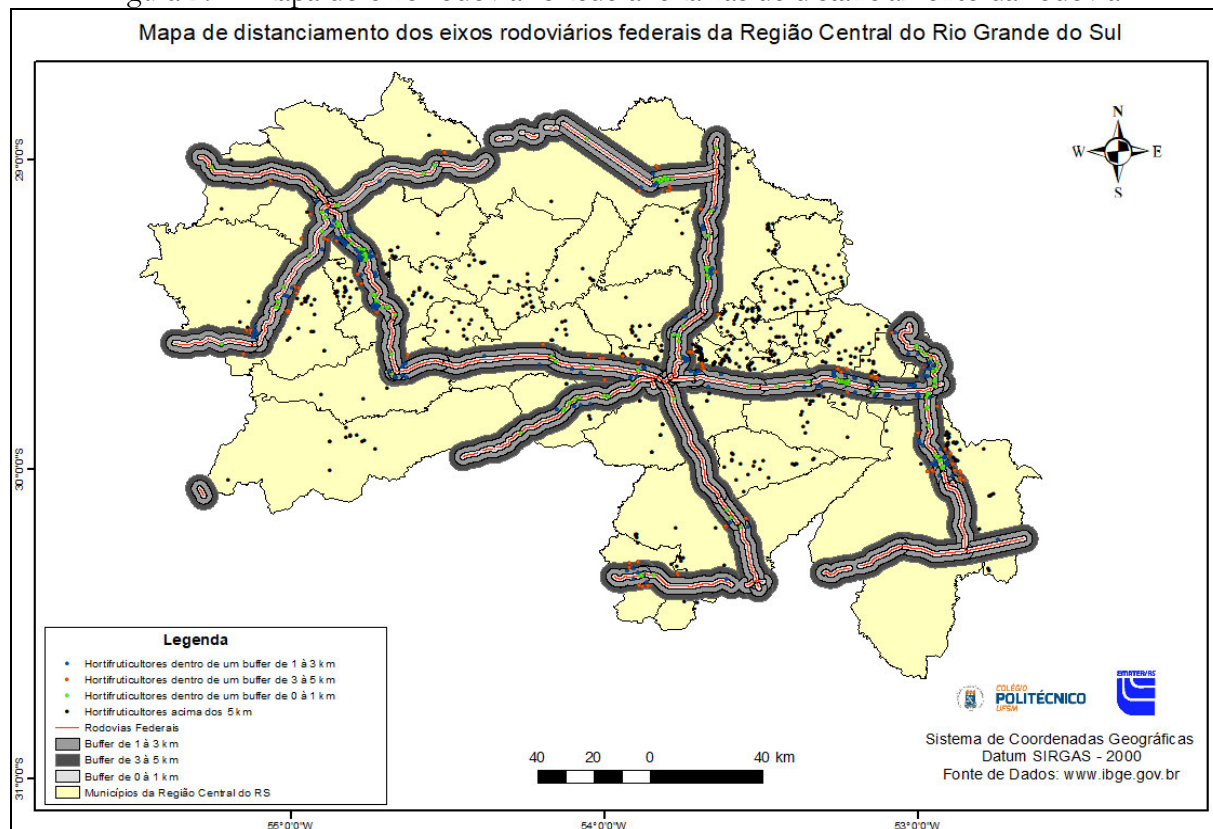 Mapa de distanciamento dos eixos rodoviários federais da Região Central do Rio Grande do Sul
N
W
E
S
29°0'0"S
30°0'0"S
31°0'0"S
Legenda
Hortifruticultores dentro de um buffer de 1 à 3 km
Hortifruticultores dentro de um buffer de 3 à 5 km
Hortifruticultores dentro de um buffer de 0 à 1 km
Hortifruticultores acima dos 5 km
Rodovias Federais
Buffer de 1 à 3 km
Buffer de 3 à 5 km
Buffer de 0 à 1 km
Municípios da Região Central do RS
40 20 0 40 km
COLÉGIO
POLITÉCNICO
UFSM
EMATER/RS
Sistema de Coordenadas Geográficas
Datum SIRGAS - 2000
Fonte de Dados: www.ibge.gov.br
55°0'0"W
54°0'0"W
53°0'0"W